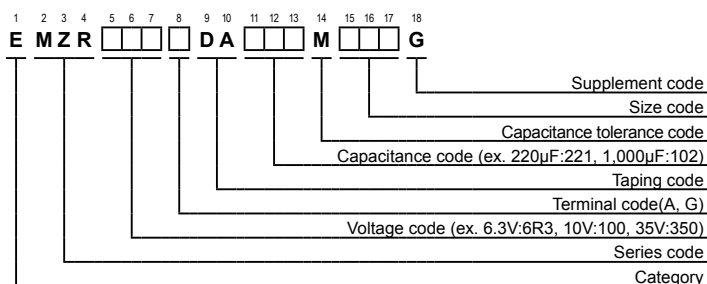 1 2 3 4 5 6 7 8 9 10 11 12 13 14 15 16 17 18
E M Z R D A M G
Supplement code
Size code
Capacitance tolerance code
Capacitance code (ex. 220µF:221, 1,000µF:102)
Taping code
Terminal code(A, G)
Voltage code (ex. 6.3V:6R3, 10V:100, 35V:350)
Series code
Category